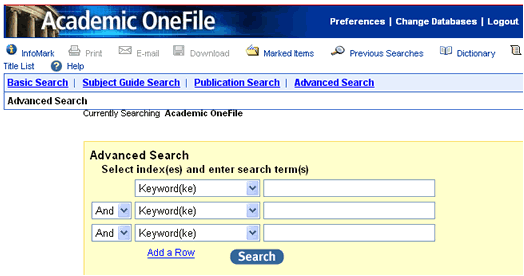 Academic OneFile
Preferences | Change Databases | Logout
InfoMark Print E-mail Download Marked Items Previous Searches Dictionary
Title List Help
Basic Search | Subject Guide Search | Publication Search | Advanced Search
Advanced Search
Currently Searching Academic OneFile
Advanced Search
Select index(es) and enter search term(s)
Keyword(ke)
And Keyword(ke)
And Keyword(ke)
Add a Row Search